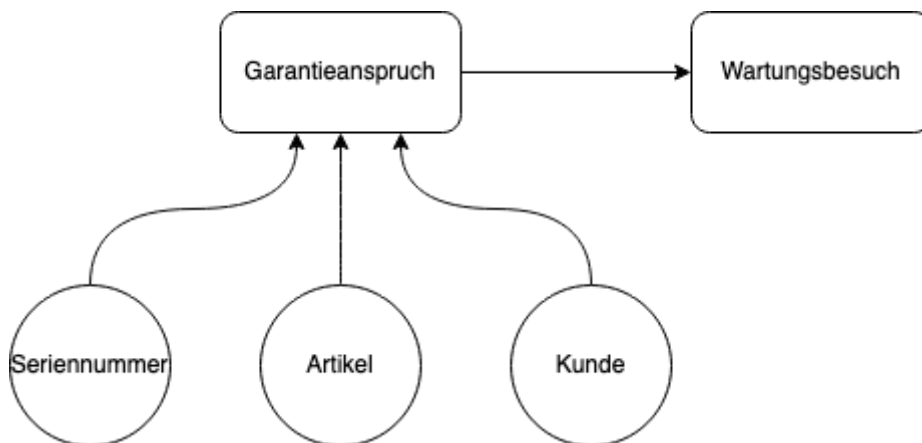 Garantieanspruch
Wartungsbesuch
Seriennummer
Artikel
Kunde